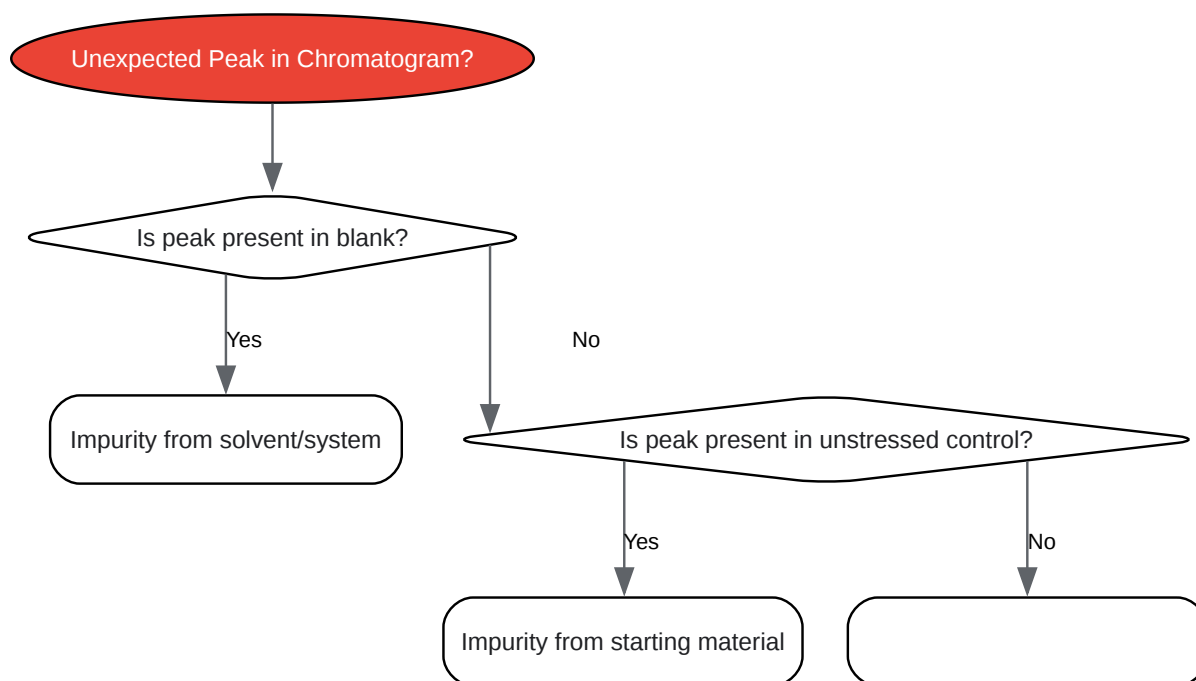 Unexpected Peak in Chromatogram?
Is peak present in blank?
Yes
No
Impurity from solvent/system
Is peak present in unstressed control?
Yes
No
Impurity from starting material